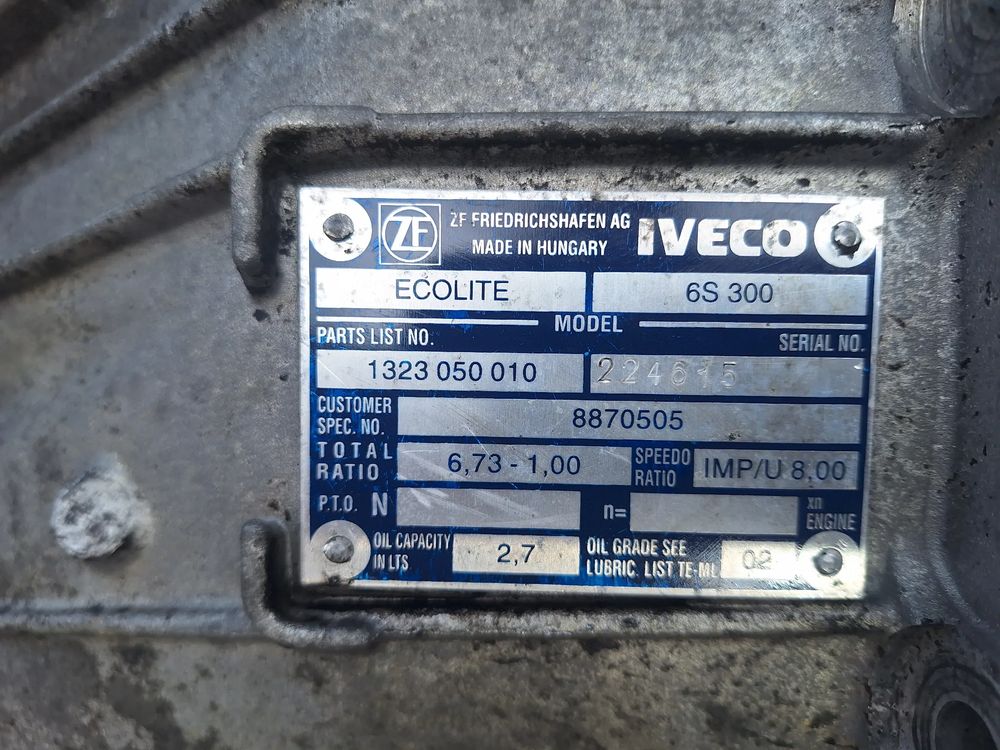 ZF
ZF FRIEDRICHSHAFEN AG
MADE IN HUNGARY
IVECO
ECOLITE 6S 300
MODEL
PARTS LIST NO. SERIAL NO.
1323 050 010 224615
CUSTOMER
SPEC. NO.
8870505
TOTAL
RATIO
6,73 - 1,00
SPEEDO
RATIO
IMP/U 8,00
P.T.O. N n= xn
ENGINE
OIL CAPACITY
IN LTS
2,7
OIL GRADE SEE
LUBRIC. LIST TE-ML
02